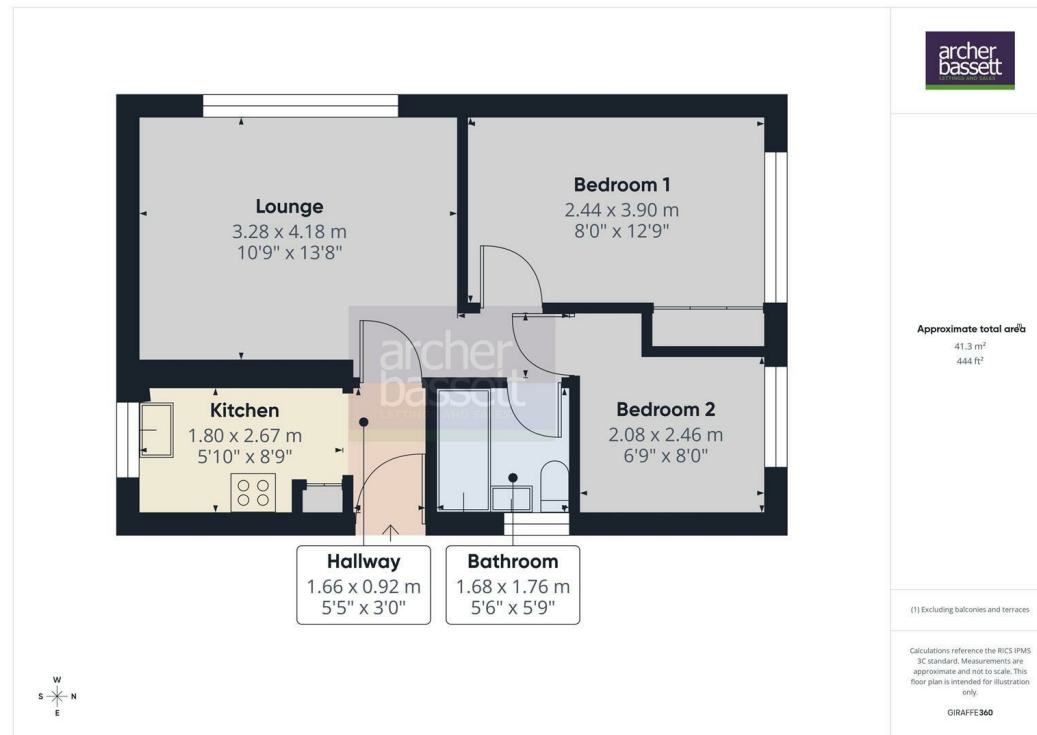 archer
bassett
LETTINGS AND SALES
Lounge
3.28 x 4.18 m
10'9" x 13'8"
Bedroom 1
2.44 x 3.90 m
8'0" x 12'9"
archer
bassett
LETTINGS AND SALES
Kitchen
1.80 x 2.67 m
5'10" x 8'9"
Bedroom 2
2.08 x 2.46 m
6'9" x 8'0"
Hallway
1.66 x 0.92 m
5'5" x 3'0"
Bathroom
1.68 x 1.76 m
5'6" x 5'9"
W
S N
E
Approximate total area(1)
41.3 m²
444 ft²
(1) Excluding balconies and terraces
Calculations reference the RICS IPMS
3C standard. Measurements are
approximate and not to scale. This
floor plan is intended for illustration
only.
GIRAFFE360